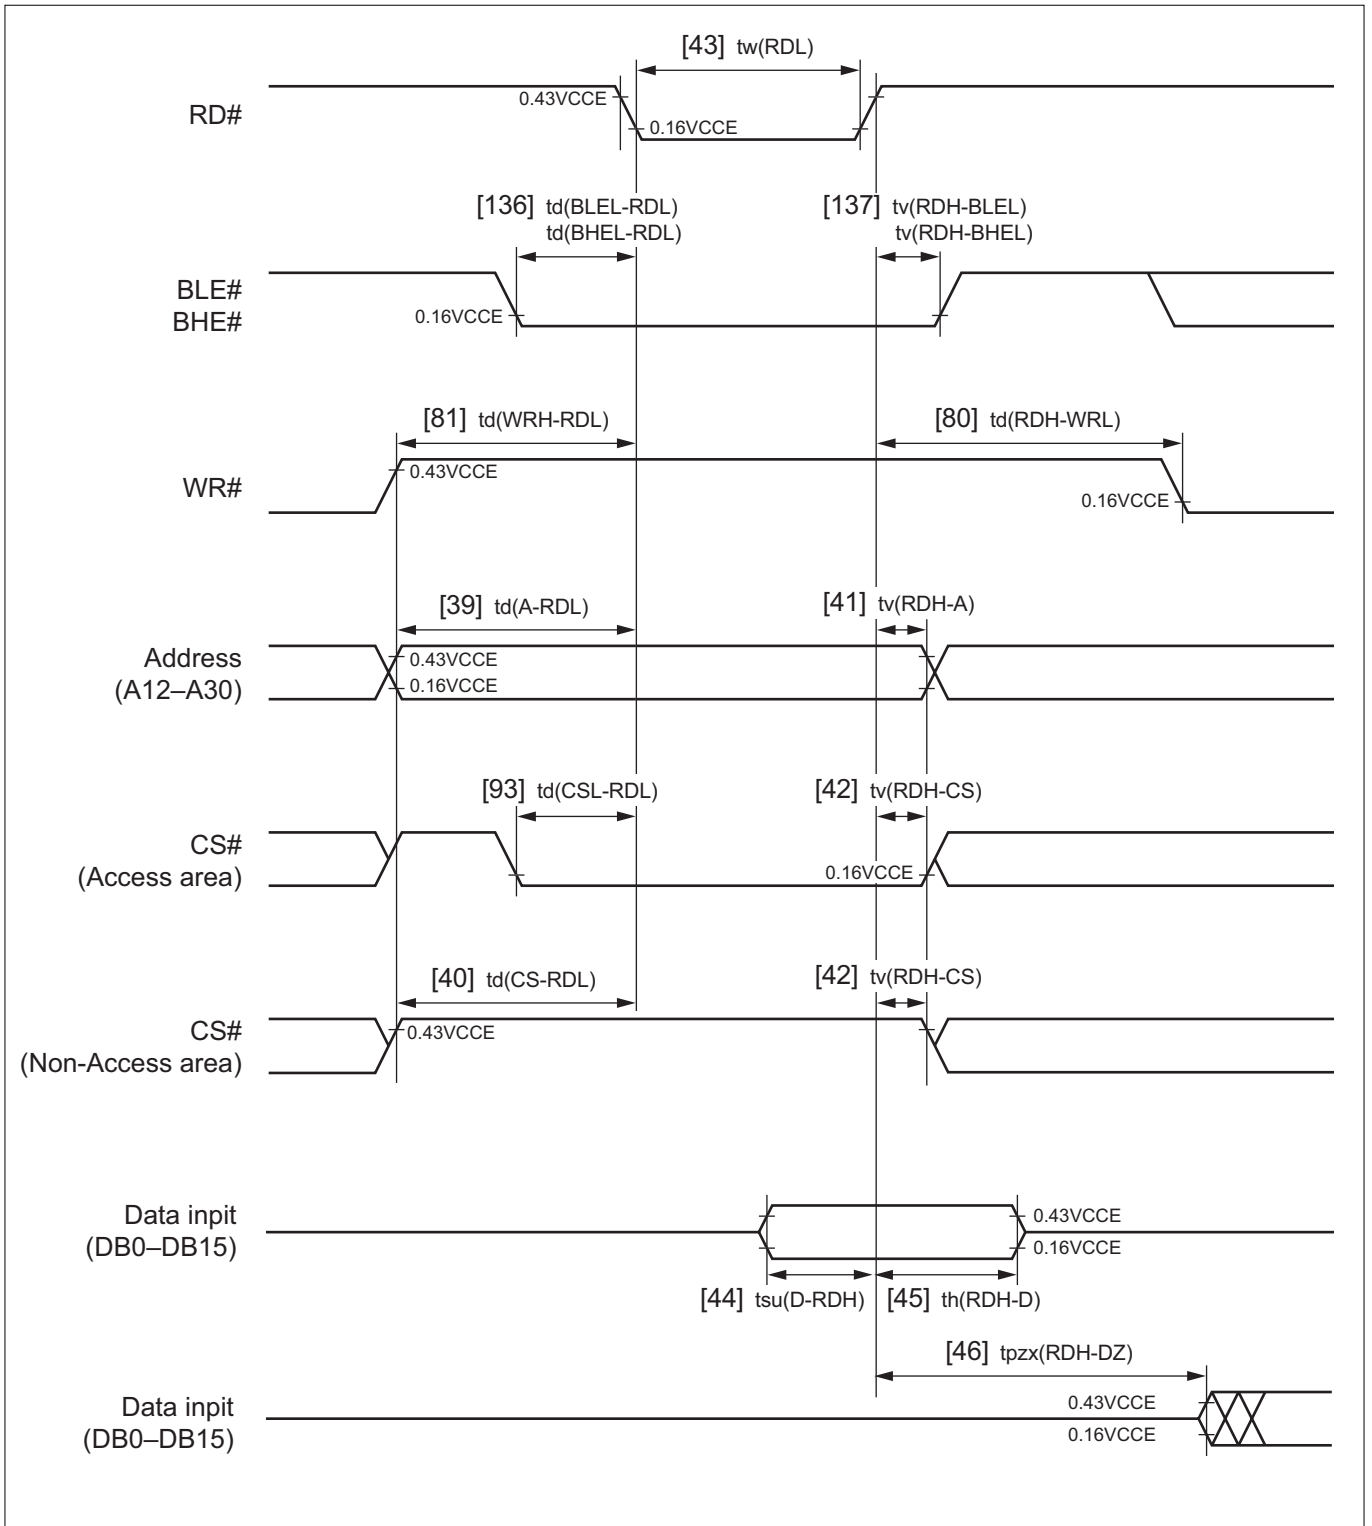 [43] tw(RDL)
RD#
0.43VCCE
0.16VCCE
[136] td(BLEL-RDL)
td(BHEL-RDL)
[137] tv(RDH-BLEL)
tv(RDH-BHEL)
BLE#
BHE#
0.16VCCE
[81] td(WRH-RDL)
[80] td(RDH-WRL)
WR#
0.43VCCE
0.16VCCE
[39] td(A-RDL)
[41] tv(RDH-A)
Address
(A12–A30)
0.43VCCE
0.16VCCE
[93] td(CSL-RDL)
[42] tv(RDH-CS)
CS#
(Access area)
0.16VCCE
[40] td(CS-RDL)
[42] tv(RDH-CS)
CS#
(Non-Access area)
0.43VCCE
Data inpit
(DB0–DB15)
0.43VCCE
0.16VCCE
[44] tsu(D-RDH)
[45] th(RDH-D)
[46] tpzx(RDH-DZ)
Data inpit
(DB0–DB15)
0.43VCCE
0.16VCCE